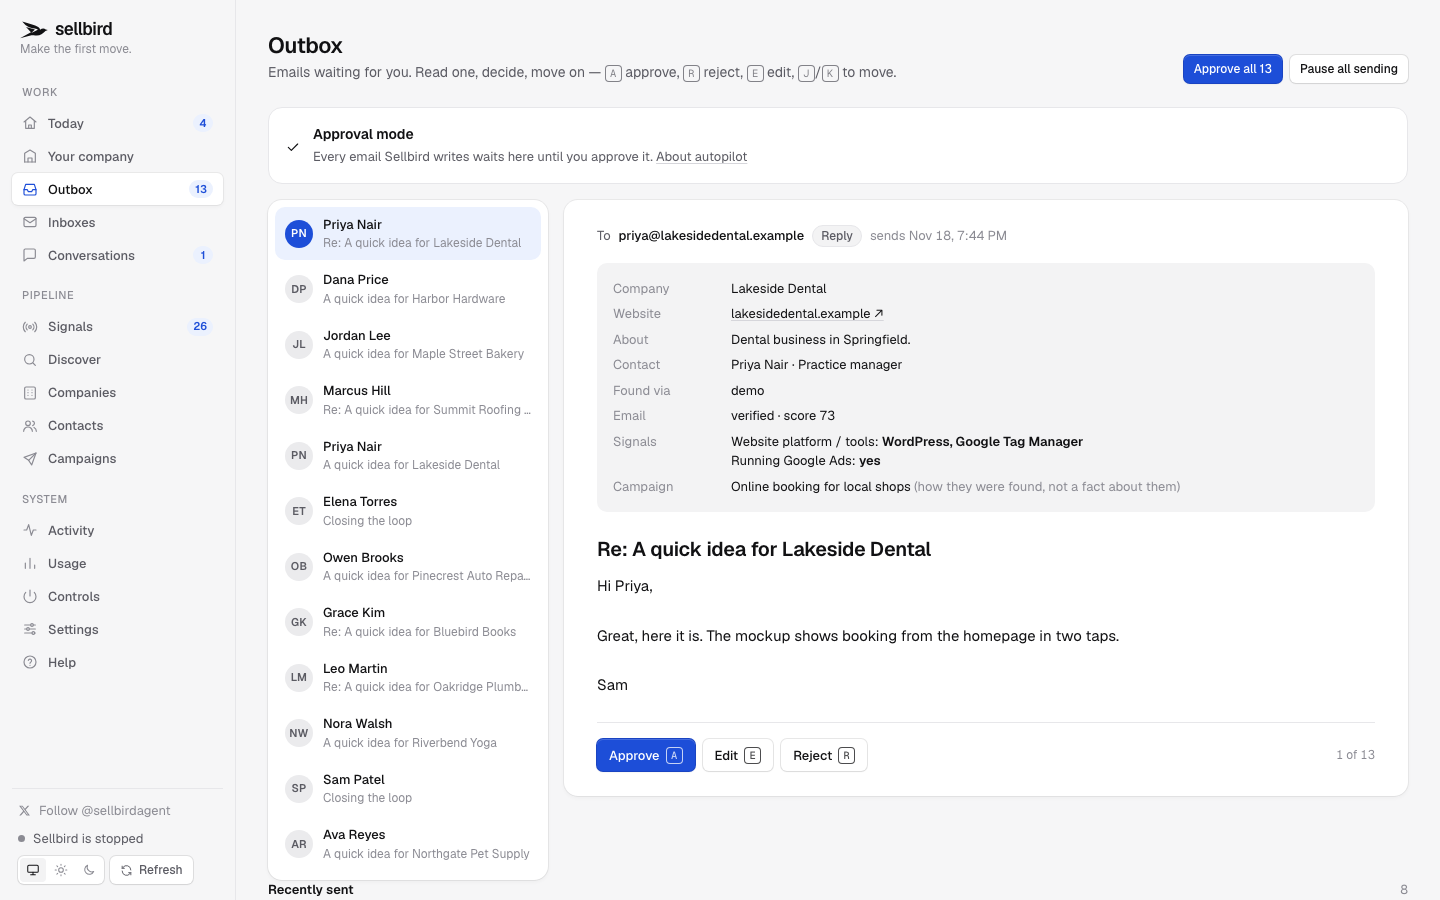 sellbird
Make the first move.
WORK
Today 4
Your company
Outbox 13
Inboxes
Conversations 1
PIPELINE
Signals 26
Discover
Companies
Contacts
Campaigns
SYSTEM
Activity
Usage
Controls
Settings
Help
Follow @sellbirdagent
Sellbird is stopped
Refresh
Outbox
Emails waiting for you. Read one, decide, move on — A approve, R reject, E edit, J/K to move.
Approve all 13
Pause all sending
Approval mode
Every email Sellbird writes waits here until you approve it. About autopilot
PN Priya Nair
Re: A quick idea for Lakeside Dental
DP Dana Price
A quick idea for Harbor Hardware
JL Jordan Lee
A quick idea for Maple Street Bakery
MH Marcus Hill
Re: A quick idea for Summit Roofing ...
PN Priya Nair
A quick idea for Lakeside Dental
ET Elena Torres
Closing the loop
OB Owen Brooks
A quick idea for Pinecrest Auto Repa...
GK Grace Kim
Re: A quick idea for Bluebird Books
LM Leo Martin
Re: A quick idea for Oakridge Plumb...
NW Nora Walsh
A quick idea for Riverbend Yoga
SP Sam Patel
Closing the loop
AR Ava Reyes
A quick idea for Northgate Pet Supply
To priya@lakesidedental.example Reply sends Nov 18, 7:44 PM
Company Lakeside Dental
Website lakesidedental.example ↗
About Dental business in Springfield.
Contact Priya Nair · Practice manager
Found via demo
Email verified · score 73
Signals Website platform / tools: WordPress, Google Tag Manager
Running Google Ads: yes
Campaign Online booking for local shops (how they were found, not a fact about them)
Re: A quick idea for Lakeside Dental
Hi Priya,
Great, here it is. The mockup shows booking from the homepage in two taps.
Sam
Approve A
Edit E
Reject R
1 of 13
Recently sent 8